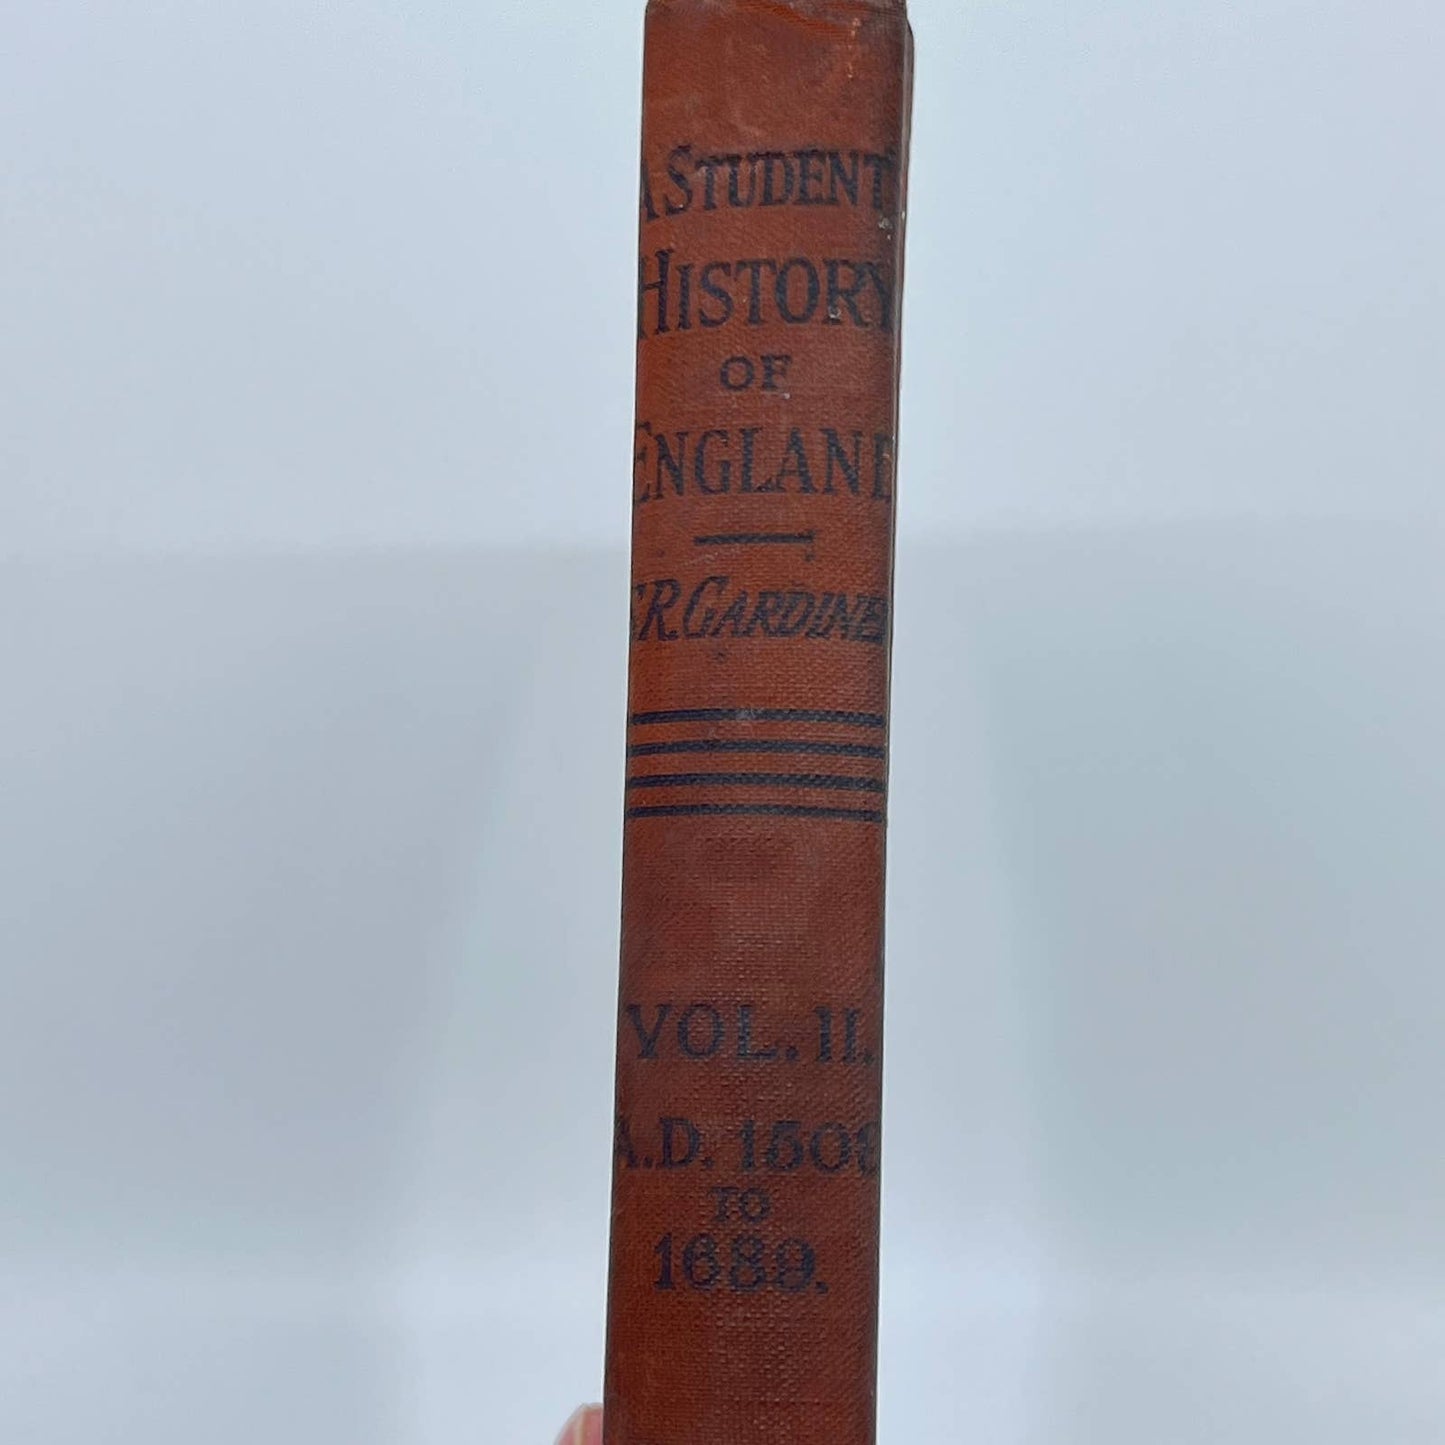 A STUDENT'S
HISTORY
OF
ENGLAND
S.R. GARDINER
VOL. II.
A.D. 1509
TO
1689.